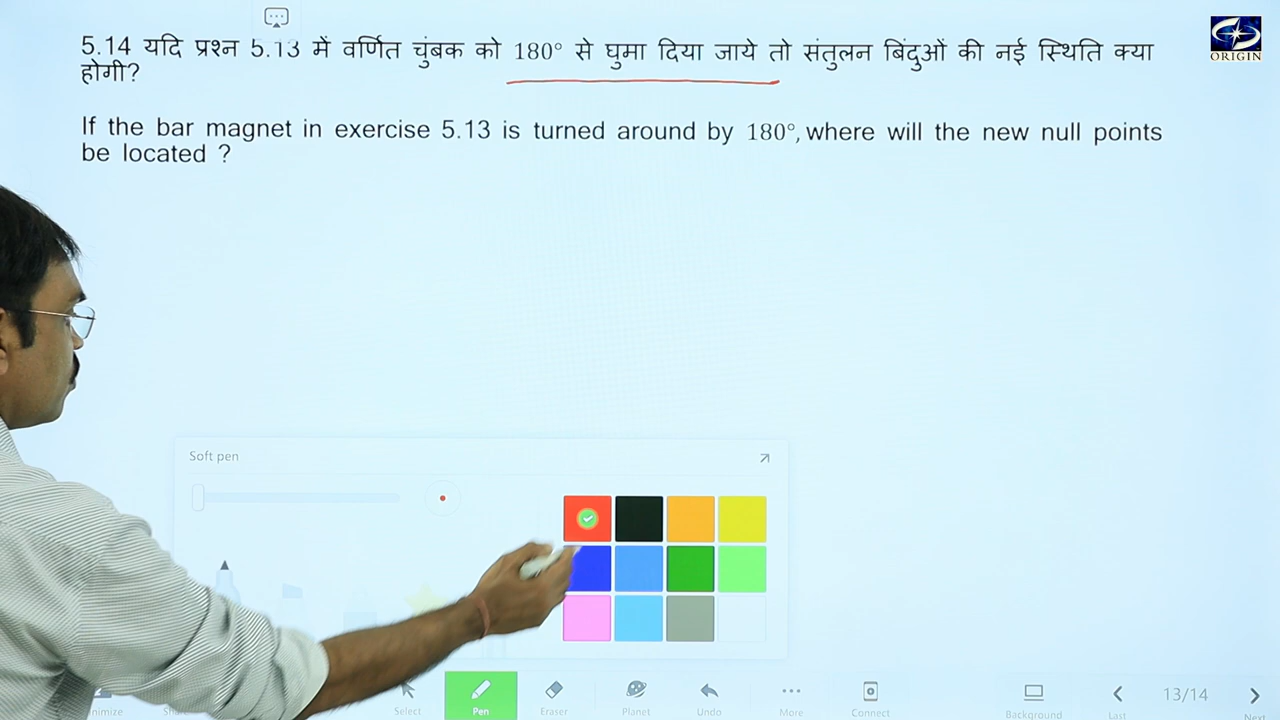 5.14 यदि प्रश्न 5.13 में वर्णित चुंबक को 180° से घुमा दिया जाये तो संतुलन बिंदुओं की नई स्थिति क्या
होगी?
ORIGIN
If the bar magnet in exercise 5.13 is turned around by 180°, where will the new null points
be located ?
Soft pen
Select
Pen
Eraser
Planet
Undo
More
Connect
Background
Last
13/14
Next